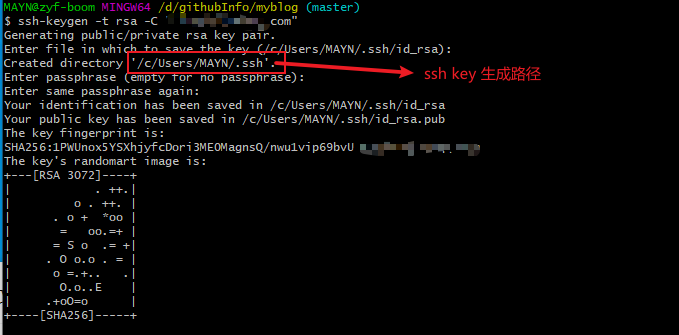 MAYN@zyf-boom MINGW64 /d/githubInfo/myblog (master)
$ ssh-keygen -t rsa -C "com"
Generating public/private rsa key pair.
Enter file in which to save the key (/c/Users/MAYN/.ssh/id_rsa):
Created directory '/c/Users/MAYN/.ssh'.
ssh key 生成路径
Enter passphrase (empty for no passphrase):
Enter same passphrase again:
Your identification has been saved in /c/Users/MAYN/.ssh/id_rsa
Your public key has been saved in /c/Users/MAYN/.ssh/id_rsa.pub
The key fingerprint is:
SHA256:1PWUnox5YSXhjyfcDori3MEOMagnsQ/nwu1vip69bvU
The key's randomart image is:
+---[RSA 3072]----+
|             . ++.|
|          o . ++. |
|       . o +  *oo |
|        =   oo.=+ |
|       = S o  .= +|
|      . O o.o . = |
|       o =.+..   .|
|        O.o..E    |
|      .+oO=o      |
+----[SHA256]-----+